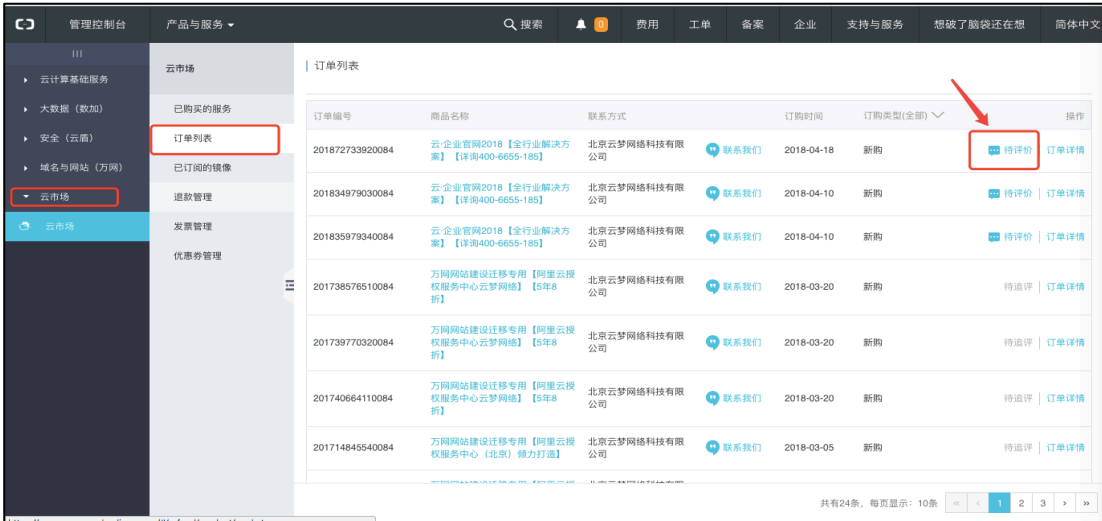 管理控制台 产品与服务 搜索 0 费用 工单 备案 企业 支持与服务 想破了脑袋还在想 简体中文
云计算基础服务
大数据（数加）
安全（云盾）
域名与网站（万网）
云市场
云市场
云市场
已购买的服务
订单列表
已订阅的镜像
退款管理
发票管理
优惠券管理
订单列表
订单编号 商品名称 联系方式 订购时间 订购类型(全部) 操作
201872733920084 云·企业官网2018【全行业解决方 北京云梦网络科技有限 联系我们 2018-04-18 新购 待评价 订单详情
案】【详询400-6655-185】 公司
201834979030084 云·企业官网2018【全行业解决方 北京云梦网络科技有限 联系我们 2018-04-10 新购 待评价 订单详情
案】【详询400-6655-185】 公司
201835979340084 云·企业官网2018【全行业解决方 北京云梦网络科技有限 联系我们 2018-04-10 新购 待评价 订单详情
案】【详询400-6655-185】 公司
万网网站建设迁移专用【阿里云授
201738576510084 权服务中心云梦网络】【5年8 北京云梦网络科技有限 联系我们 2018-03-20 新购 待追评 订单详情
折】 公司
万网网站建设迁移专用【阿里云授
201739770320084 权服务中心云梦网络】【5年8 北京云梦网络科技有限 联系我们 2018-03-20 新购 待追评 订单详情
折】 公司
万网网站建设迁移专用【阿里云授
201740664110084 权服务中心云梦网络】【5年8 北京云梦网络科技有限 联系我们 2018-03-20 新购 待追评 订单详情
折】 公司
201714845540084 万网网站建设迁移专用【阿里云授 北京云梦网络科技有限 联系我们 2018-03-05 新购 待追评 订单详情
权服务中心（北京）倾力打造】 公司
共有24条，每页显示：10条 « ‹ 1 2 3 › »